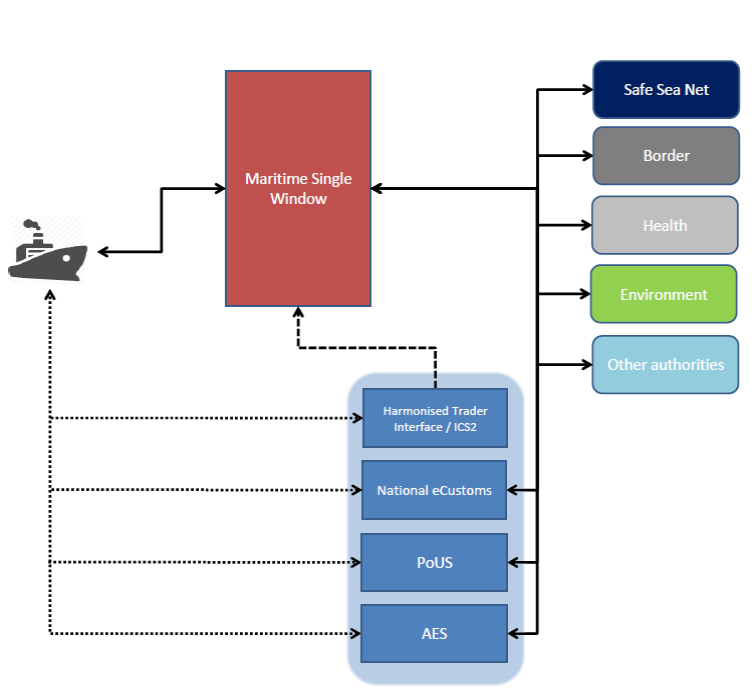 Safe Sea Net
Border
Maritime Single
Window
Health
Environment
Other authorities
Harmonised Trader
Interface / ICS2
National eCustoms
PoUS
AES